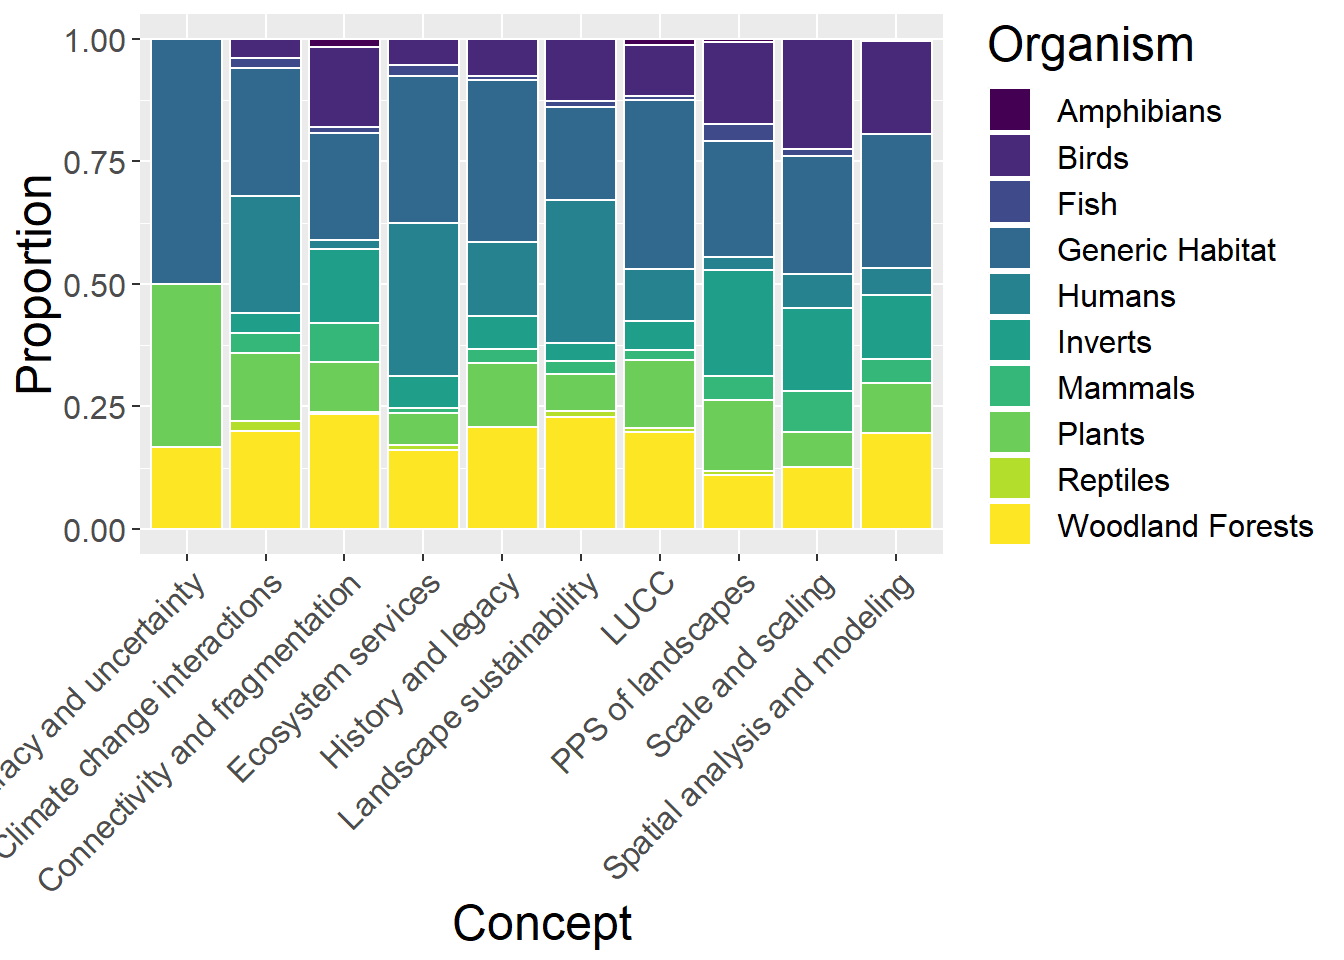 Proportion
1.00
0.75
0.50
0.25
0.00
and uncertainty
Climate change interactions
Connectivity and fragmentation
Ecosystem services
History and legacy
Landscape sustainability
LUCC
PPS of landscapes
Scale and scaling
Spatial analysis and modeling
Concept
Organism
Amphibians
Birds
Fish
Generic Habitat
Humans
Inverts
Mammals
Plants
Reptiles
Woodland Forests